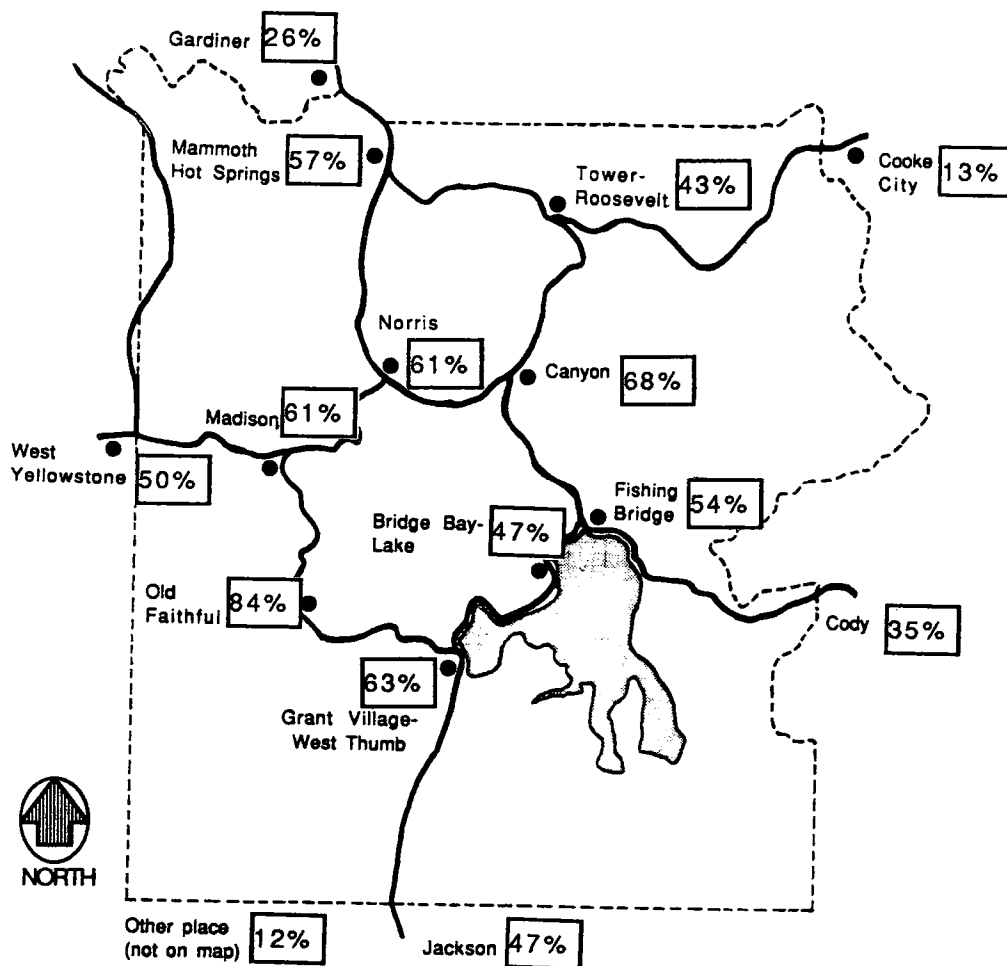 Gardiner
26%
Mammoth
Hot Springs
57%
Tower-
Roosevelt
43%
Cooke
City
13%
Norris
61%
Canyon
68%
Madison
61%
West
Yellowstone
50%
Fishing
Bridge
54%
Bridge Bay-
Lake
47%
Old
Faithful
84%
Cody
35%
63%
Grant Village-
West Thumb
NORTH
Other place
(not on map)
12%
Jackson
47%